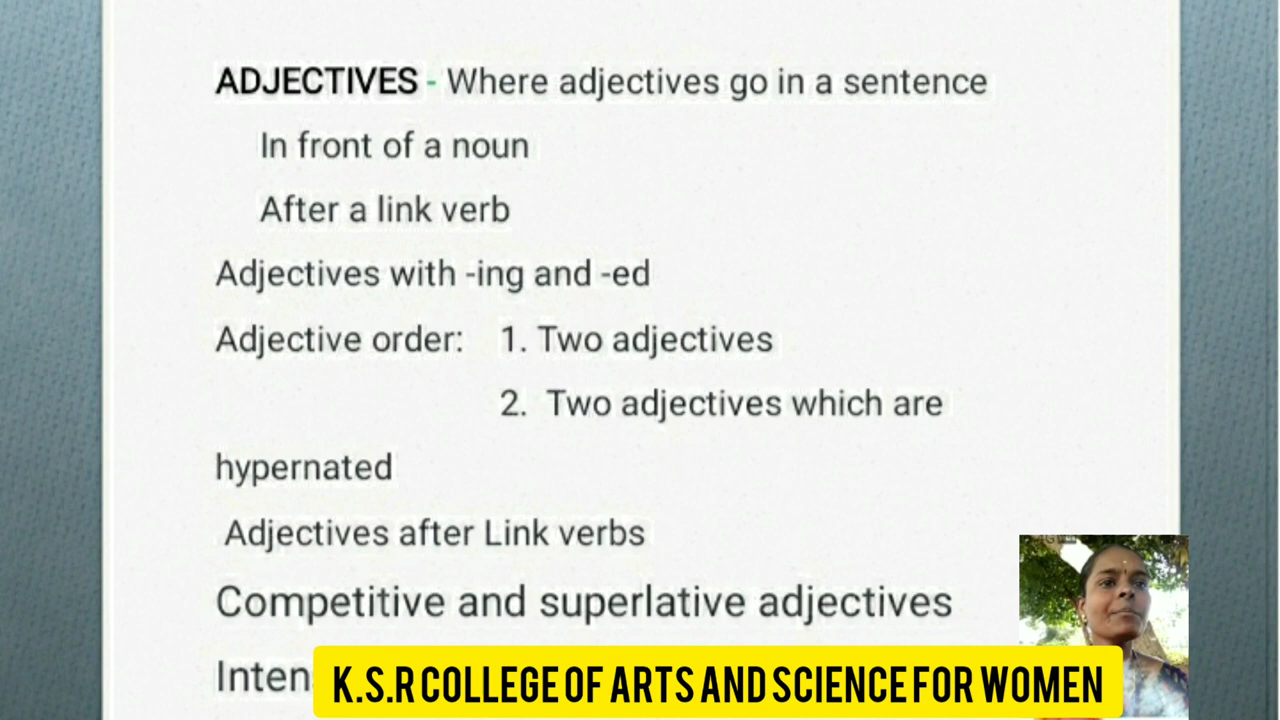 ADJECTIVES - Where adjectives go in a sentence
In front of a noun
After a link verb
Adjectives with -ing and -ed
Adjective order: 1. Two adjectives
2. Two adjectives which are
hypernated
Adjectives after Link verbs
Competitive and superlative adjectives
K.S.R COLLEGE OF ARTS AND SCIENCE FOR WOMEN